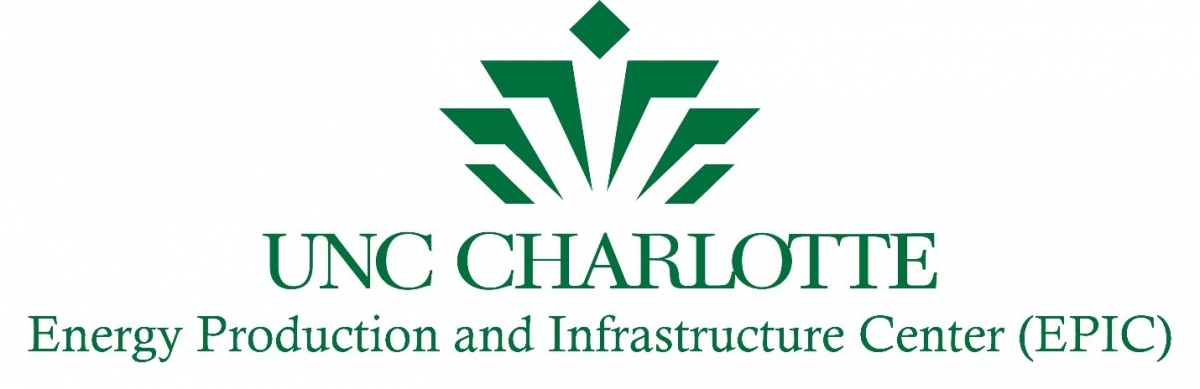 UNC CHARLOTTE
Energy Production and Infrastructure Center (EPIC)